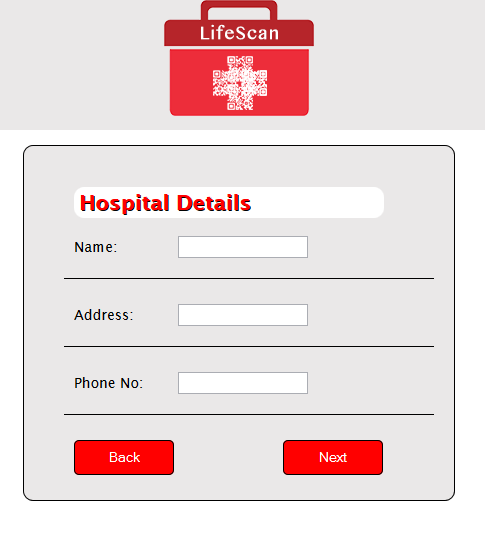 LifeScan
Hospital Details
Name:
Address:
Phone No:
Back Next